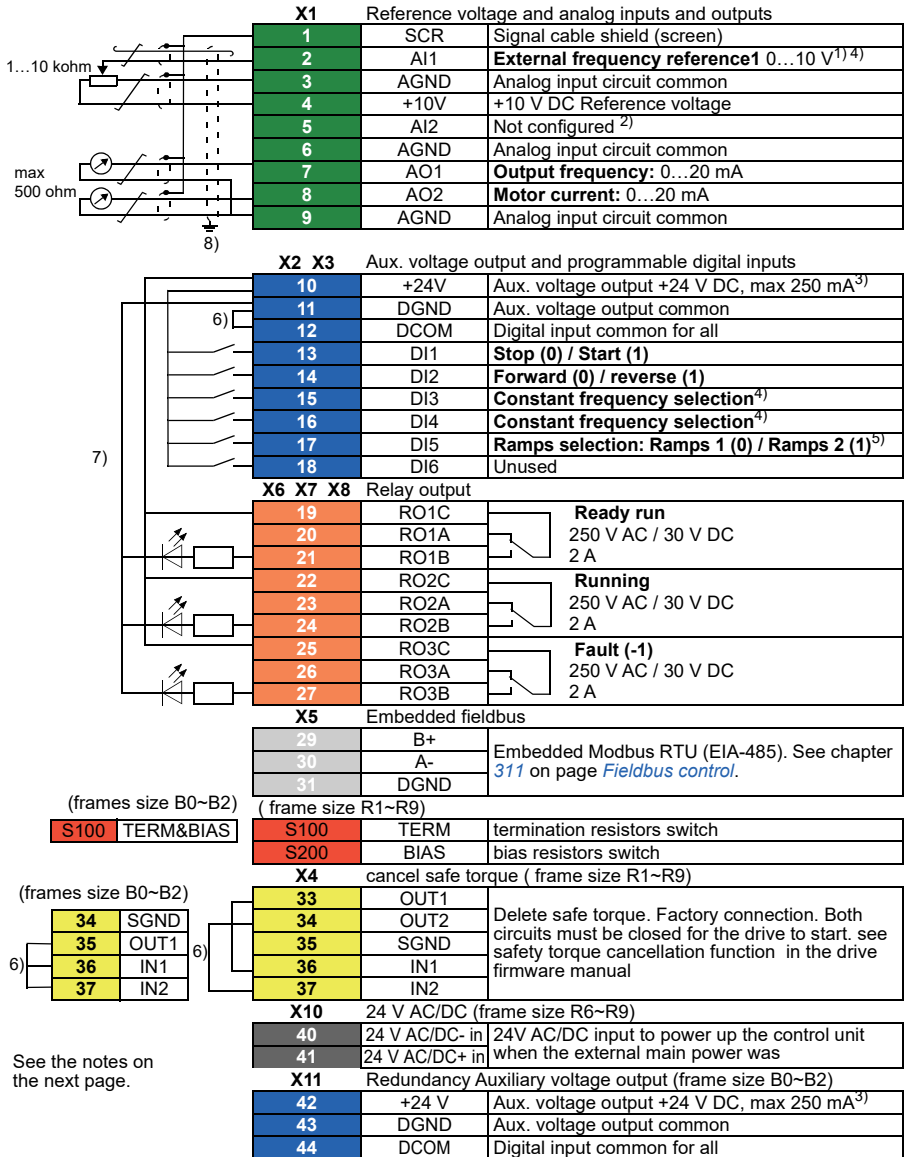 X1 Reference voltage and analog inputs and outputs
1 SCR Signal cable shield (screen)
2 AI1 External frequency reference1 0…10 V1) 4)
1…10 kohm
3 AGND Analog input circuit common
4 +10V +10 V DC Reference voltage
5 AI2 Not configured 2)
6 AGND Analog input circuit common
7 AO1 Output frequency: 0…20 mA
max
500 ohm
8 AO2 Motor current: 0…20 mA
9 AGND Analog input circuit common
8)
X2 X3 Aux. voltage output and programmable digital inputs
10 +24V Aux. voltage output +24 V DC, max 250 mA3)
11 DGND Aux. voltage output common
6)
12 DCOM Digital input common for all
13 DI1 Stop (0) / Start (1)
14 DI2 Forward (0) / reverse (1)
15 DI3 Constant frequency selection4)
16 DI4 Constant frequency selection4)
17 DI5 Ramps selection: Ramps 1 (0) / Ramps 2 (1)5)
7)
18 DI6 Unused
X6 X7 X8 Relay output
19 RO1C Ready run
20 RO1A 250 V AC / 30 V DC
21 RO1B 2 A
22 RO2C Running
23 RO2A 250 V AC / 30 V DC
24 RO2B 2 A
25 RO3C Fault (-1)
26 RO3A 250 V AC / 30 V DC
27 RO3B 2 A
X5 Embedded fieldbus
29 B+
30 A-
31 DGND
Embedded Modbus RTU (EIA-485). See chapter
311 on page Fieldbus control.
(frames size B0~B2)
S100 TERM&BIAS
( frame size R1~R9)
S100 TERM termination resistors switch
S200 BIAS bias resistors switch
X4 cancel safe torque ( frame size R1~R9)
33 OUT1
34 OUT2
35 SGND
36 IN1
37 IN2
Delete safe torque. Factory connection. Both
circuits must be closed for the drive to start. see
safety torque cancellation function in the drive
firmware manual
6)
(frames size B0~B2)
34 SGND
35 OUT1
36 IN1
37 IN2
6)
X10 24 V AC/DC (frame size R6~R9)
40 24 V AC/DC- in 24V AC/DC input to power up the control unit
41 24 V AC/DC+ in when the external main power was
See the notes on
the next page.
X11 Redundancy Auxiliary voltage output (frame size B0~B2)
42 +24 V Aux. voltage output +24 V DC, max 250 mA3)
43 DGND Aux. voltage output common
44 DCOM Digital input common for all